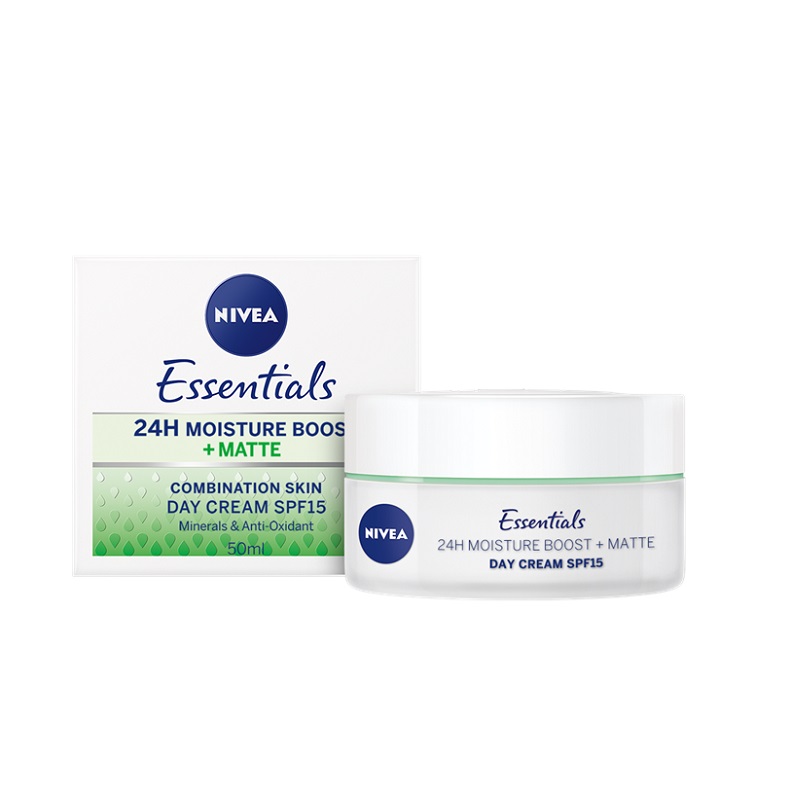 NIVEA
Essentials
24H MOISTURE BOOS
+ MATTE
COMBINATION SKIN
DAY CREAM SPF15
Minerals & Anti-Oxidant
50ml
NIVEA
Essentials
24H MOISTURE BOOST + MATTE
DAY CREAM SPF15